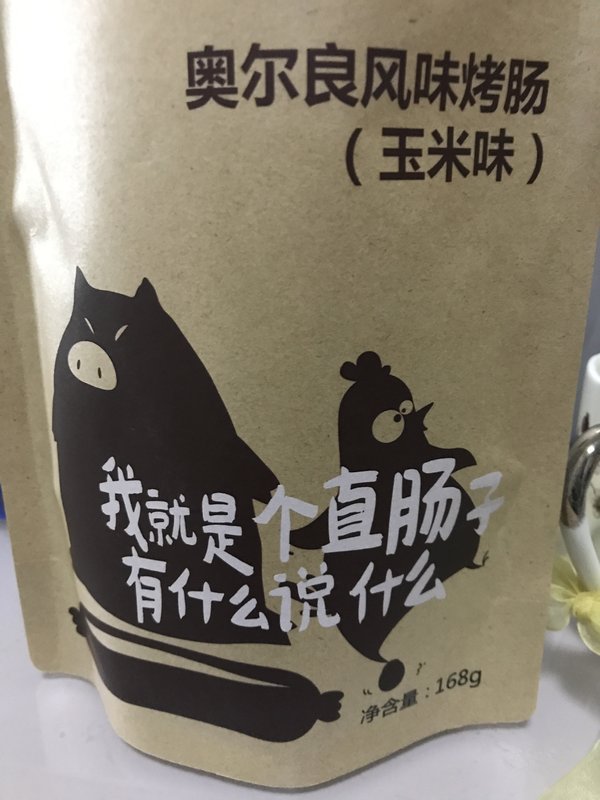 奥尔良风味烤肠
（玉米味）
我就是个直肠子
有什么说什么
净含量：168g